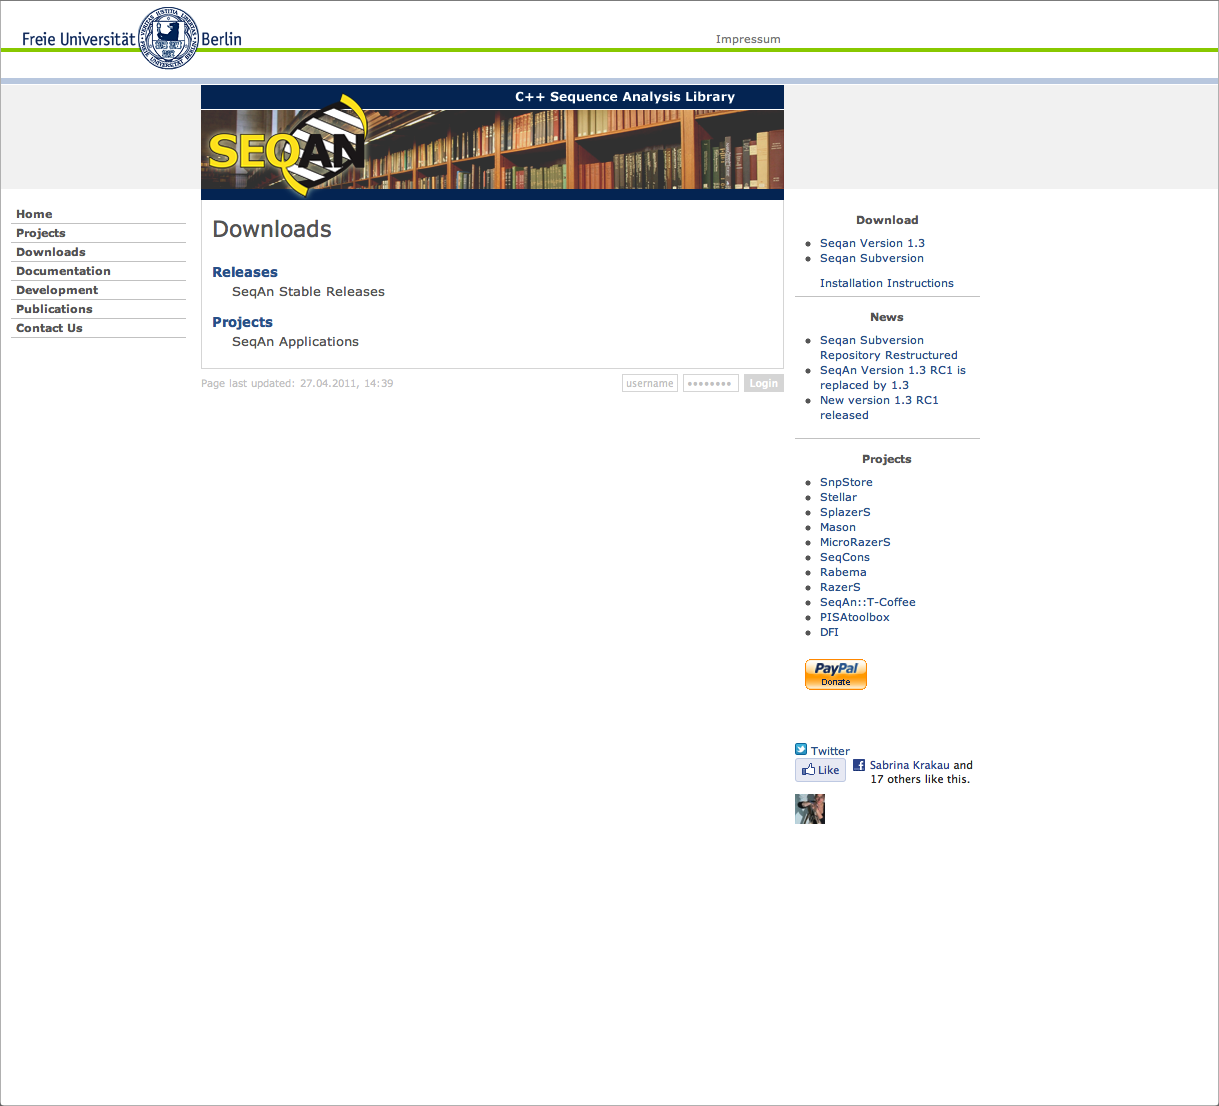 Freie Universität Berlin
Impressum
C++ Sequence Analysis Library
SEQAN
Home
Projects
Downloads
Documentation
Development
Publications
Contact Us
Downloads
Releases
SeqAn Stable Releases
Projects
SeqAn Applications
Page last updated: 27.04.2011, 14:39
username
••••••••
Login
Download
Seqan Version 1.3
Seqan Subversion
Installation Instructions
News
Seqan Subversion
Repository Restructured
SeqAn Version 1.3 RC1 is
replaced by 1.3
New version 1.3 RC1
released
Projects
SnpStore
Stellar
SplazerS
Mason
MicroRazerS
SeqCons
Rabema
RazerS
SeqAn::T-Coffee
PISAtoolbox
DFI
PayPal
Donate
Twitter
Like
Sabrina Krakau and
17 others like this.